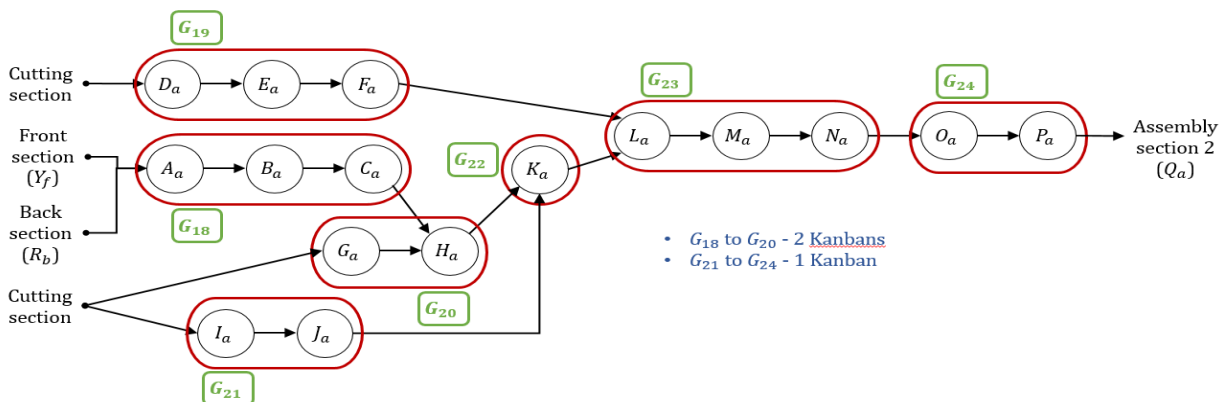 G₁₉
Cutting
section
Dₐ
Eₐ
Fₐ
G₂₃
Lₐ
Mₐ
Nₐ
G₂₄
Oₐ
Pₐ
Assembly
section 2
(Qₐ)
Front
section
(Y_f)
Back
section
(R_b)
Aₐ
Bₐ
Cₐ
G₁₈
G₂₂
Kₐ
Gₐ
Hₐ
G₂₀
Cutting
section
Iₐ
Jₐ
G₂₁
• G₁₈ to G₂₀ - 2 Kanbans
• G₂₁ to G₂₄ - 1 Kanban